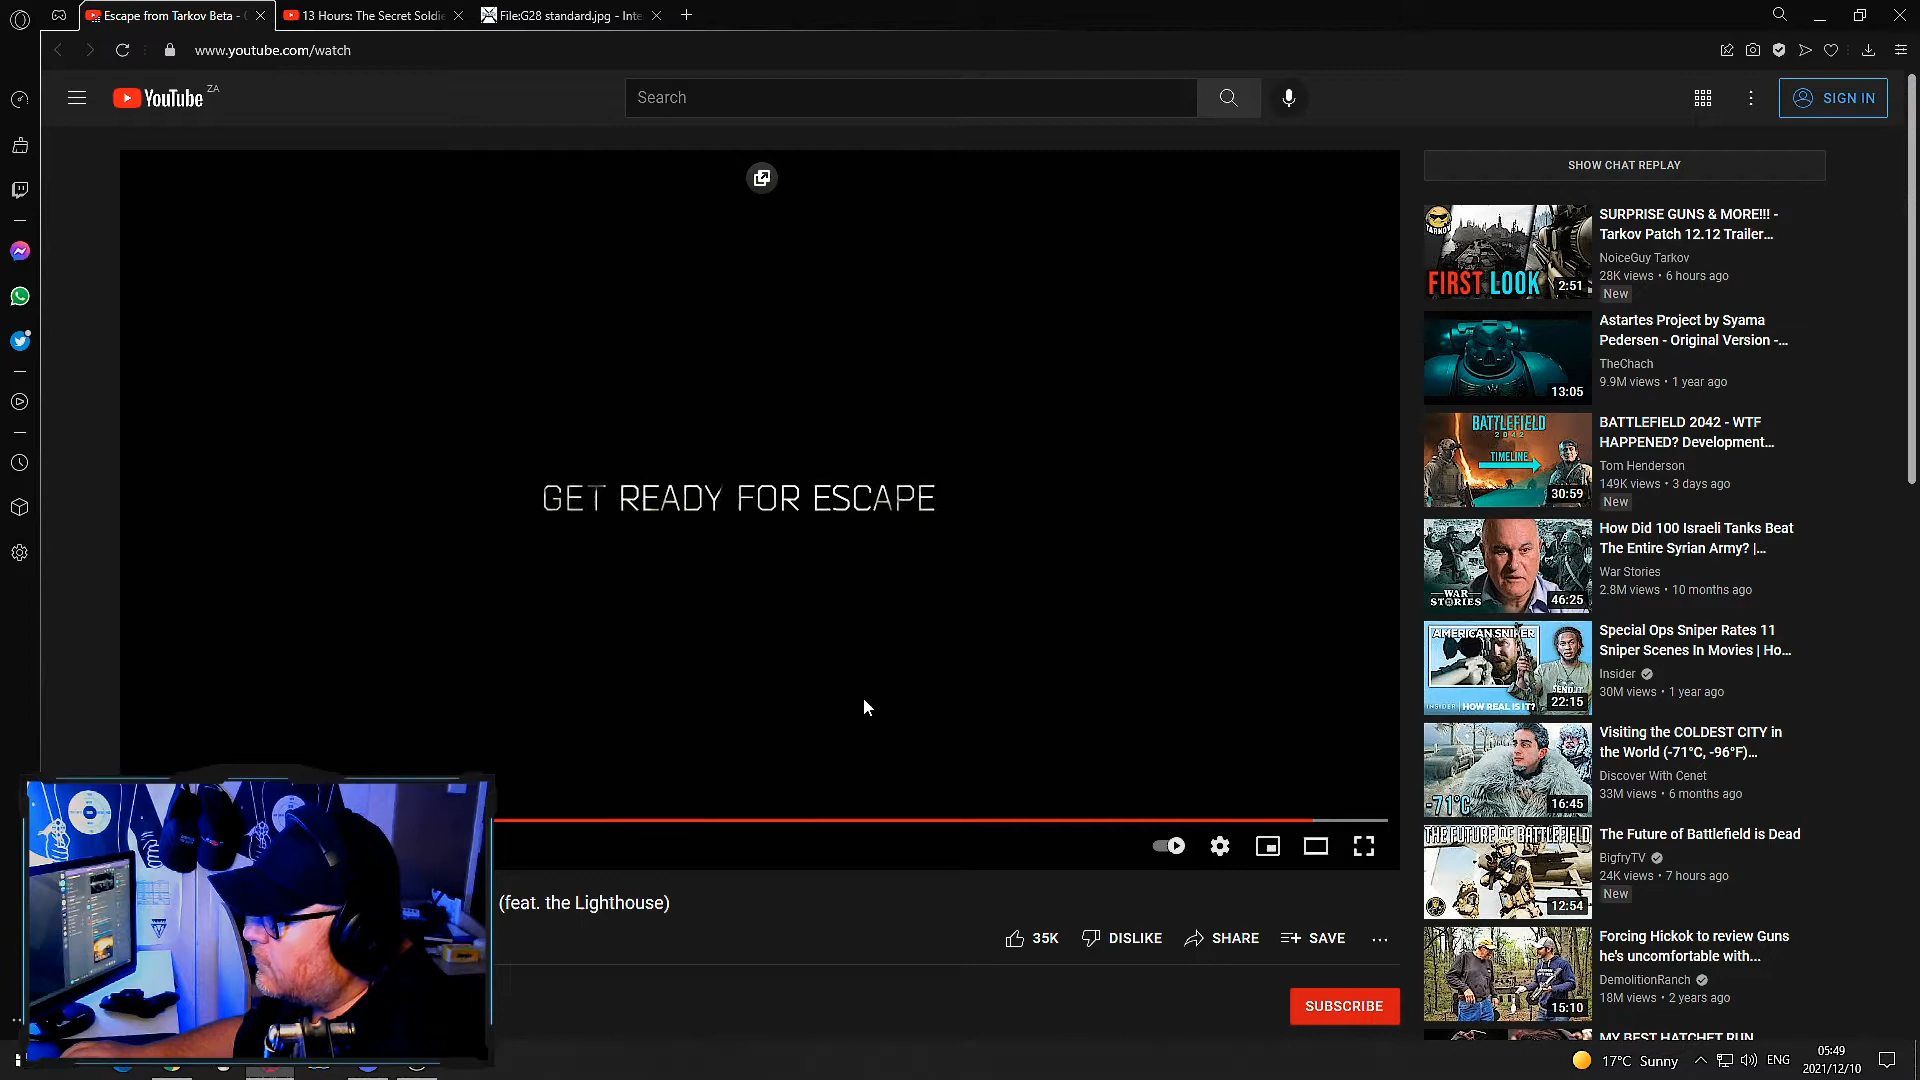 Escape from Tarkov Beta - (
13 Hours: The Secret Soldie
File:G28 standard.jpg - Inte
www.youtube.com/watch
YouTube ZA
Search
SIGN IN
GET READY FOR ESCAPE
(feat. the Lighthouse)
35K
DISLIKE
SHARE
SAVE
SUBSCRIBE
SHOW CHAT REPLAY
TARKOV
FIRST LOOK
2:51
SURPRISE GUNS & MORE!!! -
Tarkov Patch 12.12 Trailer...
NoiceGuy Tarkov
28K views • 6 hours ago
New
13:05
Astartes Project by Syama
Pedersen - Original Version -...
TheChach
9.9M views • 1 year ago
BATTLEFIELD
2042
TIMELINE
30:59
BATTLEFIELD 2042 - WTF
HAPPENED? Development...
Tom Henderson
149K views • 3 days ago
New
WAR
STORIES
46:25
How Did 100 Israeli Tanks Beat
The Entire Syrian Army? |...
War Stories
2.8M views • 10 months ago
AMERICAN SNIPER
SEND IT
INSIDER | HOW REAL IS IT?
22:15
Special Ops Sniper Rates 11
Sniper Scenes In Movies | Ho...
Insider
30M views • 1 year ago
-71°C
16:45
Visiting the COLDEST CITY in
the World (-71°C, -96°F)...
Discover With Cenet
33M views • 6 months ago
THE FUTURE OF BATTLEFIELD
12:54
The Future of Battlefield is Dead
BigfryTV
24K views • 7 hours ago
New
15:10
Forcing Hickok to review Guns
he's uncomfortable with...
DemolitionRanch
18M views • 2 years ago
MY BEST HATCHET RUN
17°C Sunny
ENG
05:49
2021/12/10